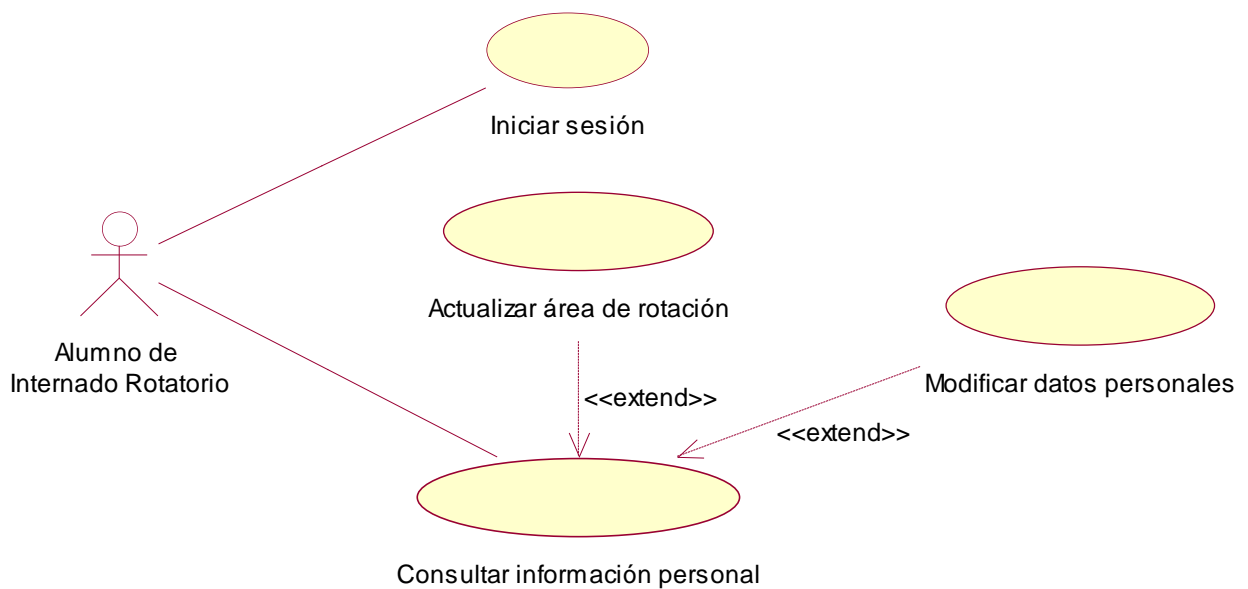 Iniciar sesión
Actualizar área de rotación
Alumno de
Internado Rotatorio
Modificar datos personales
<<extend>>
<<extend>>
Consultar información personal